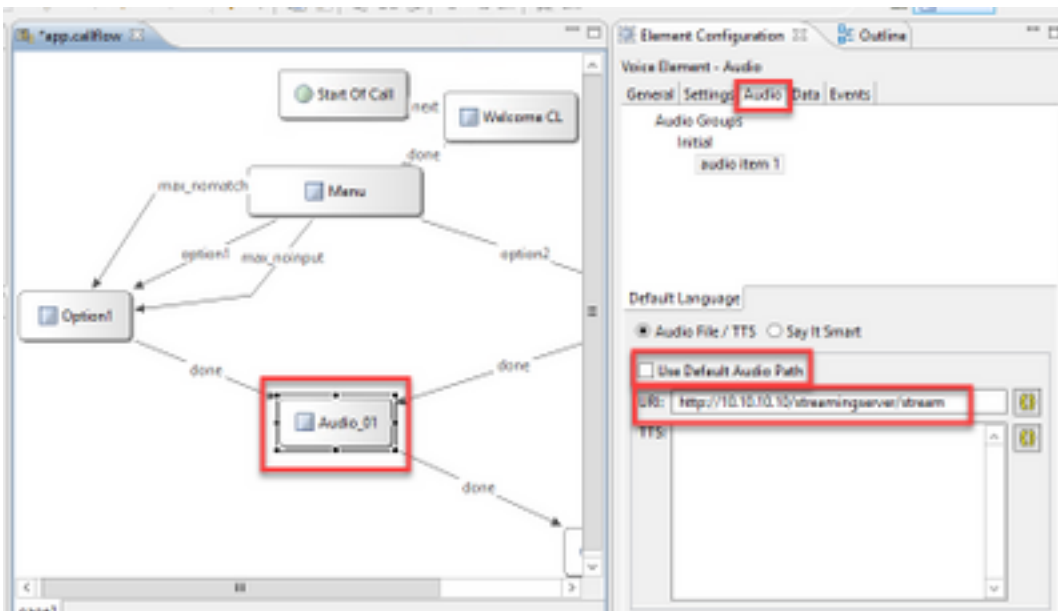 *app.callflow
Start Of Call
next
Welcome CL
done
Menu
max_nomatch
option1
max_noinput
option2
Option1
done
done
Audio_01
done
Element Configuration
Outline
Voice Element - Audio
General Settings Audio Data Events
Audio Groups
Initial
audio item 1
Default Language
Audio File / TTS Say It Smart
Use Default Audio Path
URI: http://10.10.10.10/streamingserver/stream
TTS: